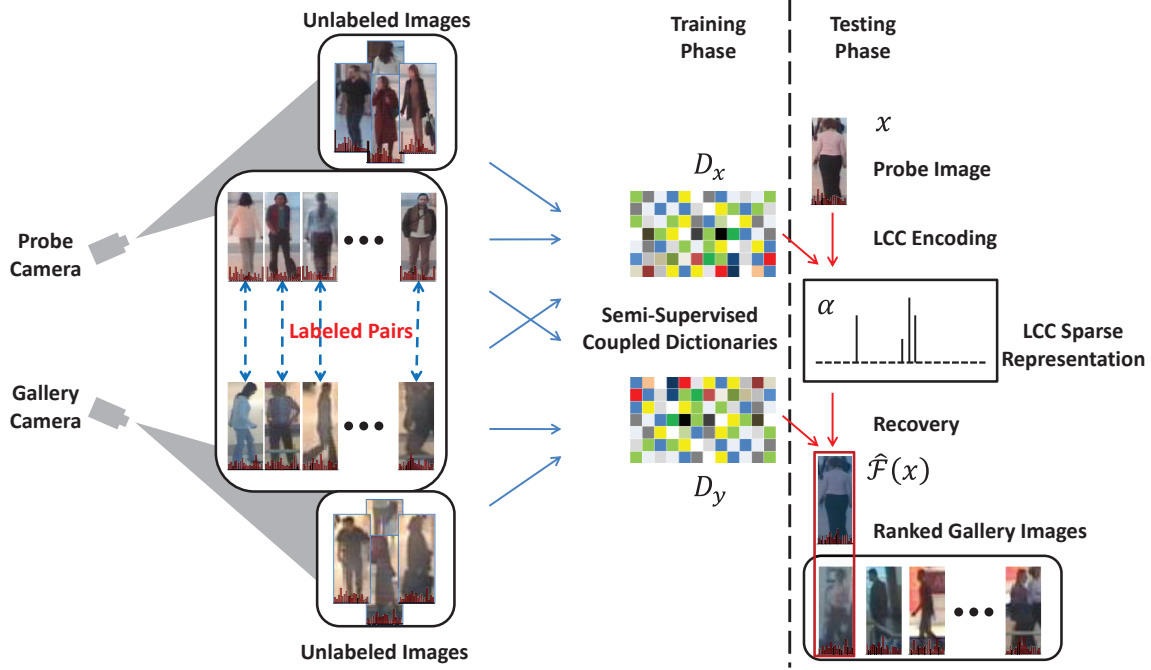 Unlabeled Images
Training
Phase
Testing
Phase
x
Probe Image
D_x
Probe
Camera
LCC Encoding
Labeled Pairs
Semi-Supervised
Coupled Dictionaries
α
LCC Sparse
Representation
Gallery
Camera
Recovery
D_y
\hat{ℱ}(x)
Ranked Gallery Images
Unlabeled Images